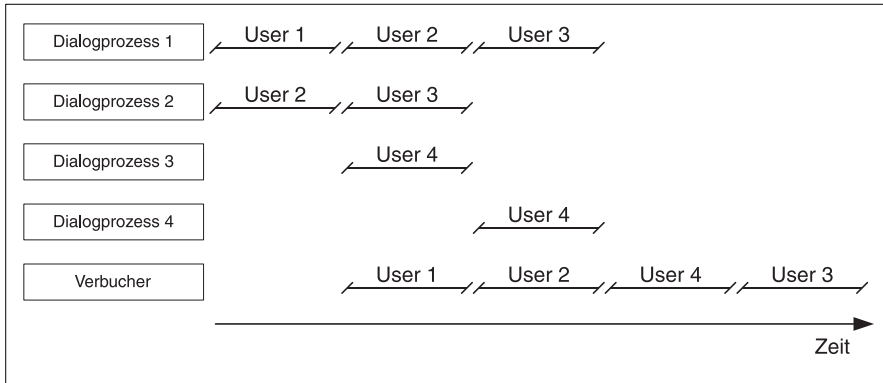 Dialogprozess 1 User 1 User 2 User 3
Dialogprozess 2 User 2 User 3
Dialogprozess 3 User 4
Dialogprozess 4 User 4
Verbucher User 1 User 2 User 4 User 3
Zeit